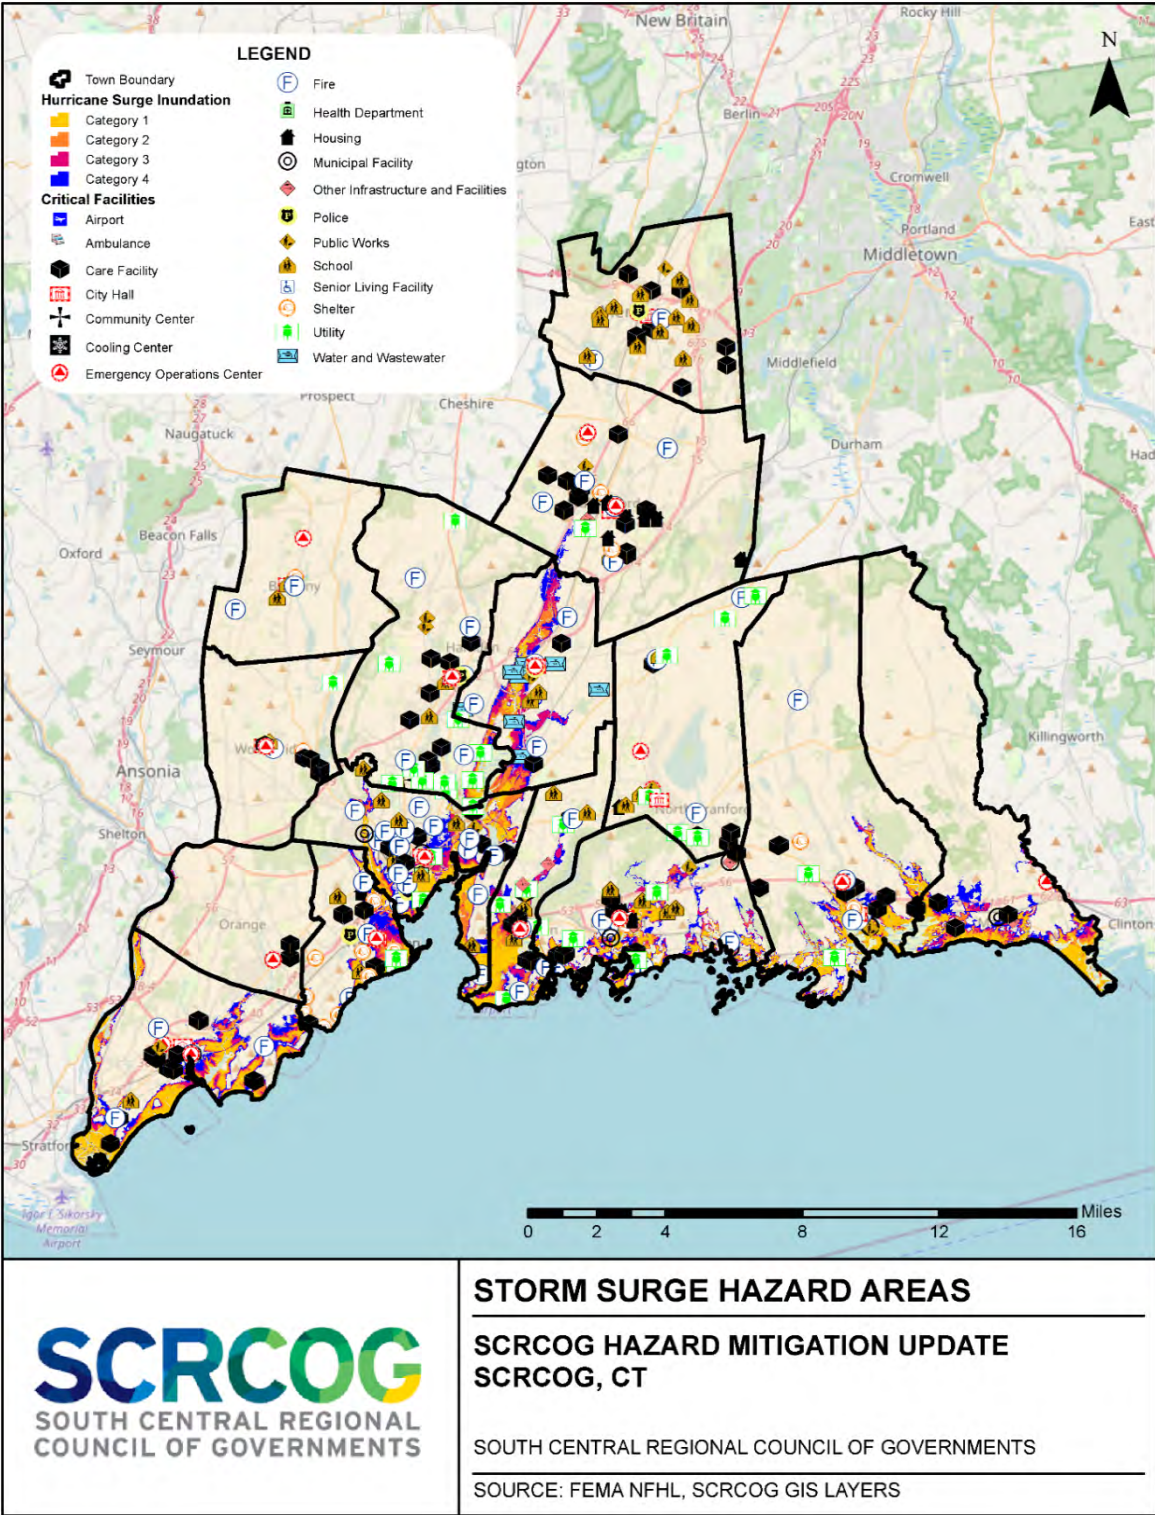 New Britain
Rocky Hill
Berlin
Cromwell
Portland
Middletown
East
N
LEGEND
Town Boundary
Hurricane Surge Inundation
Category 1
Category 2
Category 3
Category 4
Critical Facilities
Airport
Ambulance
Care Facility
City Hall
Community Center
Cooling Center
Emergency Operations Center
Fire
Health Department
Housing
Municipal Facility
Other Infrastructure and Facilities
Police
Public Works
School
Senior Living Facility
Shelter
Utility
Water and Wastewater
ington
Prospect
Cheshire
Naugatuck
Middlefield
Durham
Had
Beacon Falls
Oxford
Seymour
Ansonia
Shelton
Killingworth
Orange
Clinton
Stratfor
Igor I. Sikorsky
Memorial
Airport
0 2 4 8 12 16
Miles
SCRCOG
SOUTH CENTRAL REGIONAL
COUNCIL OF GOVERNMENTS
STORM SURGE HAZARD AREAS
SCRCOG HAZARD MITIGATION UPDATE
SCRCOG, CT
SOUTH CENTRAL REGIONAL COUNCIL OF GOVERNMENTS
SOURCE: FEMA NFHL, SCRCOG GIS LAYERS